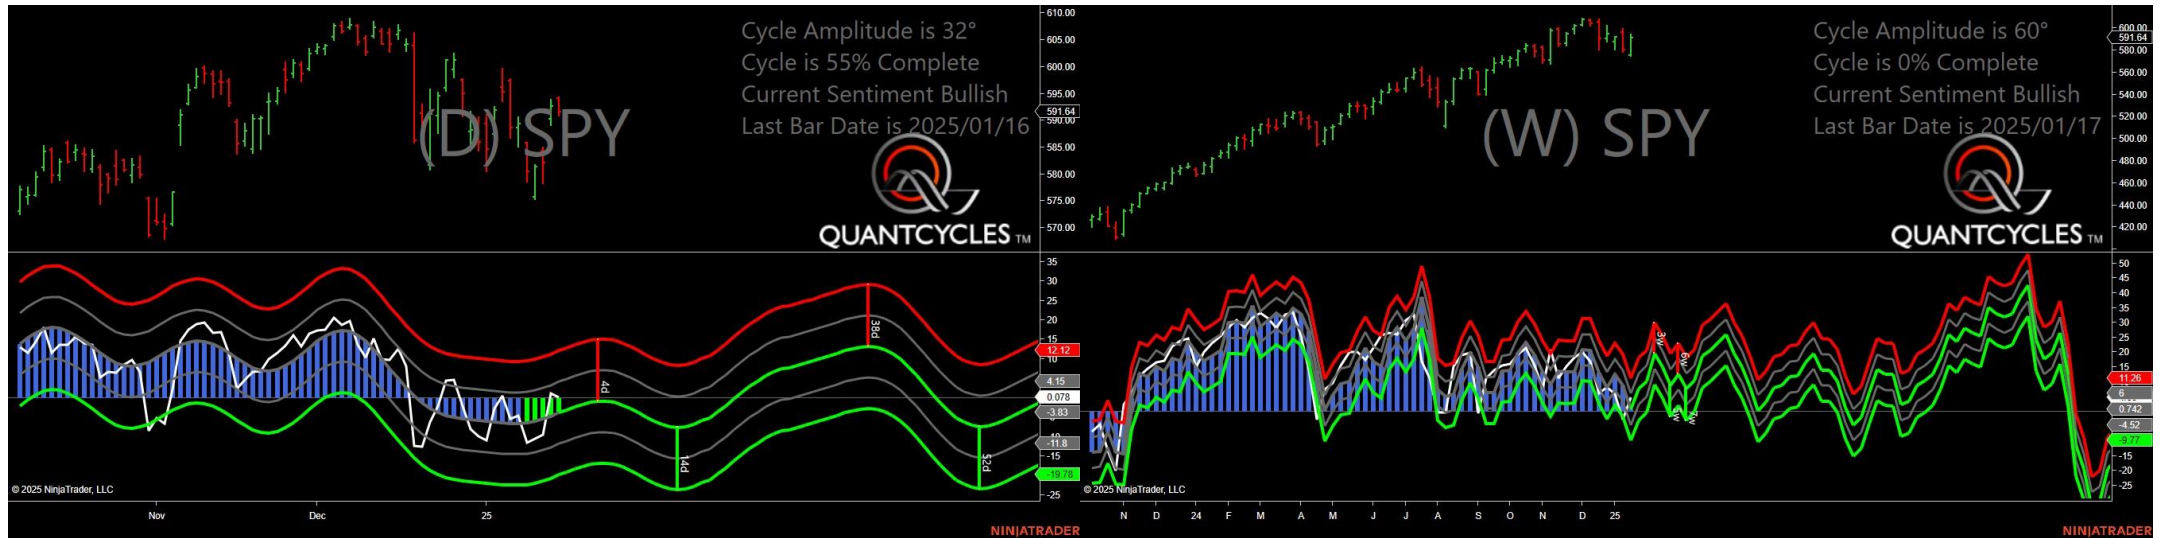 610.00
605.00
600.00
595.00
591.64
590.00
585.00
580.00
575.00
570.00
Cycle Amplitude is 32°
Cycle is 55% Complete
Current Sentiment Bullish
Last Bar Date is 2025/01/16
(D) SPY
QUANTCYCLES TM
35
30
25
20
15
12.12
10
4.15
0.078
-3.83
-11.8
-15
-19.78
-25
4d
14d
38d
52d
© 2025 NinjaTrader, LLC
Nov Dec 25
NINJATRADER
600.00
591.64
580.00
560.00
540.00
520.00
500.00
480.00
460.00
440.00
420.00
Cycle Amplitude is 60°
Cycle is 0% Complete
Current Sentiment Bullish
Last Bar Date is 2025/01/17
(W) SPY
QUANTCYCLES TM
50
45
40
35
30
25
20
15
11.26
6
0.742
-4.52
-9.77
-15
-20
-25
3w
6w
© 2025 NinjaTrader, LLC
N D 24 F M A M J J A S O N D 25
NINJATRADER